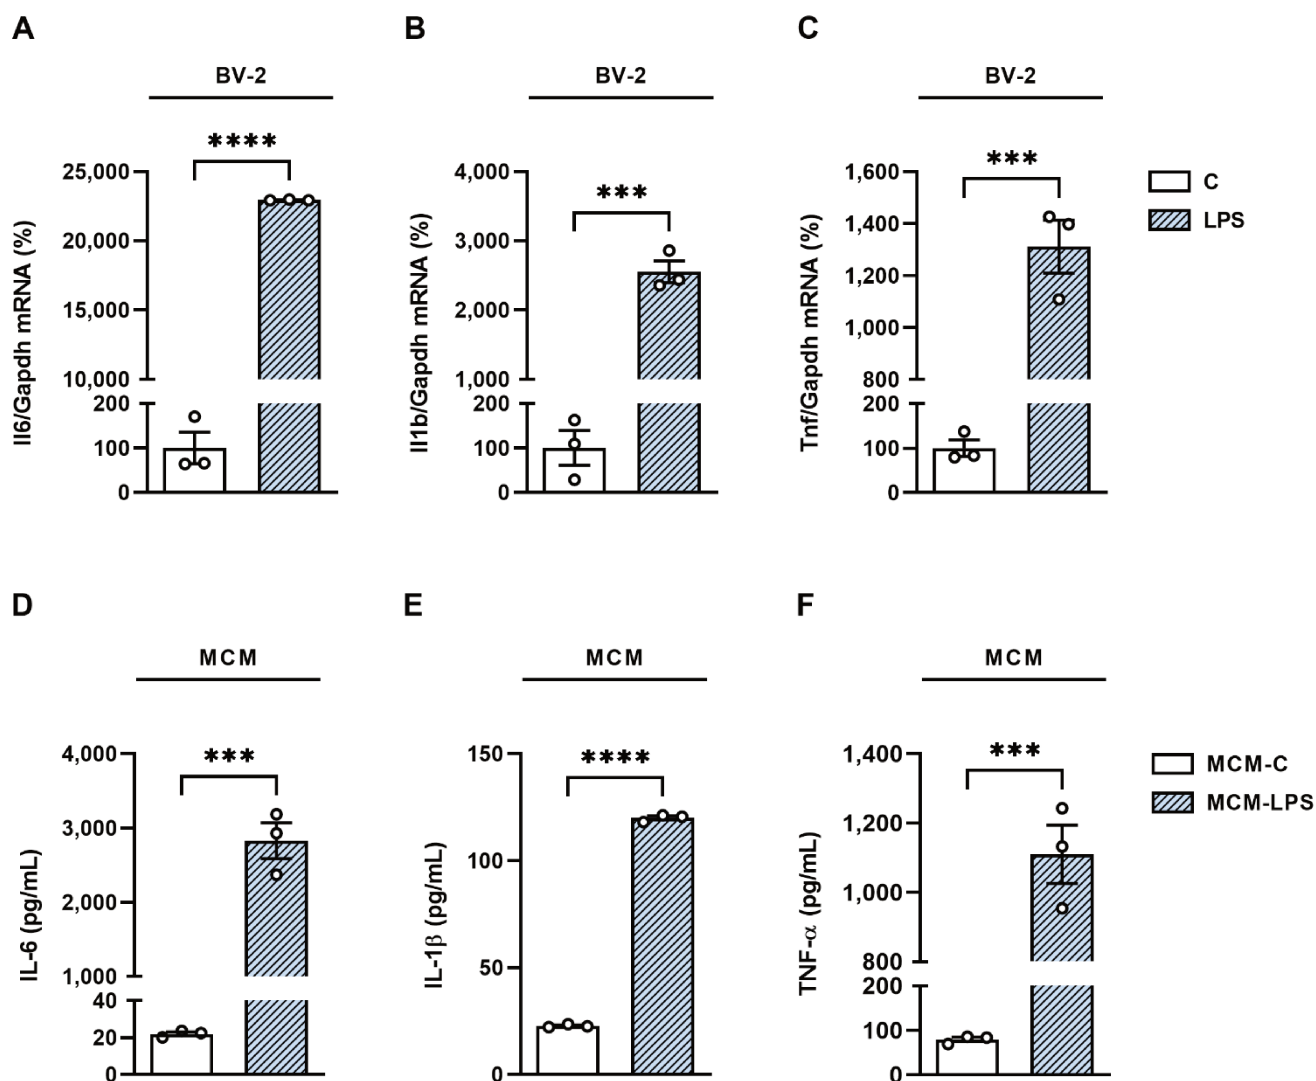 A
B
C
BV-2
BV-2
BV-2
****
***
***
Il6/Gapdh mRNA (%)
25,000
20,000
15,000
10,000
200
100
0
Il1b/Gapdh mRNA (%)
4,000
3,000
2,000
1,000
200
100
0
Tnf/Gapdh mRNA (%)
1,600
1,400
1,200
1,000
800
200
100
0
C
LPS
D
E
F
MCM
MCM
MCM
***
****
***
IL-6 (pg/mL)
4,000
3,000
2,000
1,000
40
20
0
IL-1β (pg/mL)
150
100
50
0
TNF-α (pg/mL)
1,400
1,200
1,000
800
200
100
0
MCM-C
MCM-LPS